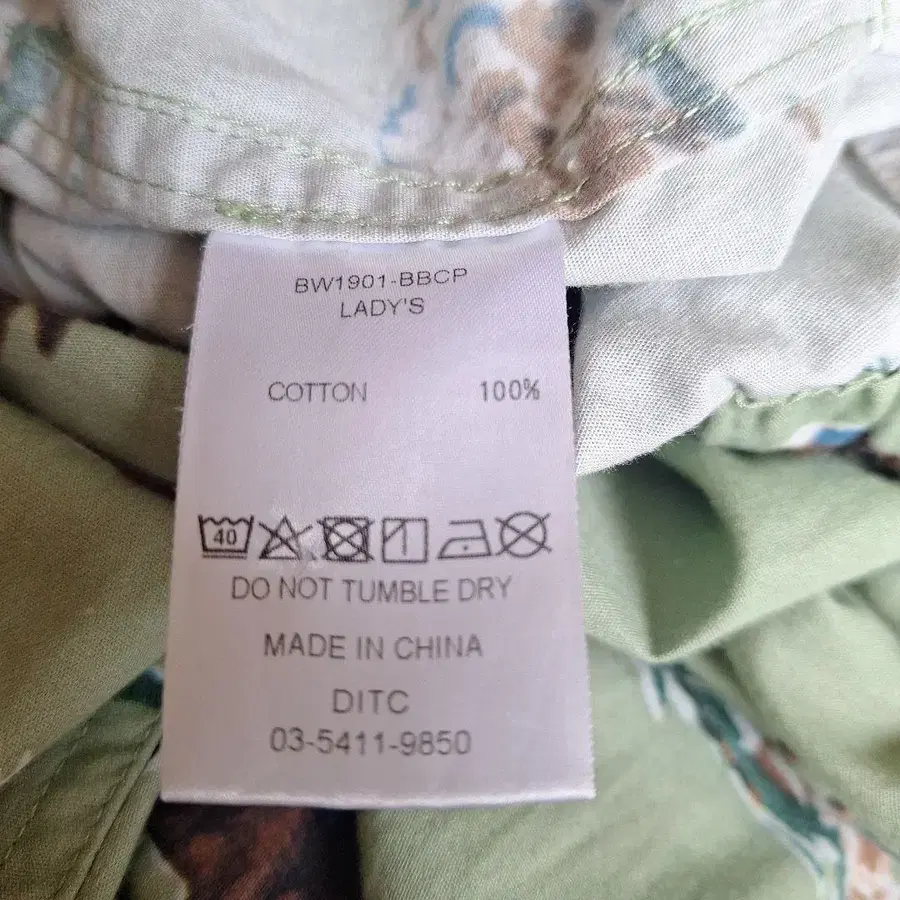 BW1901-BBCP
LADY'S
COTTON 100%
40
DO NOT TUMBLE DRY
MADE IN CHINA
DITC
03-5411-9850